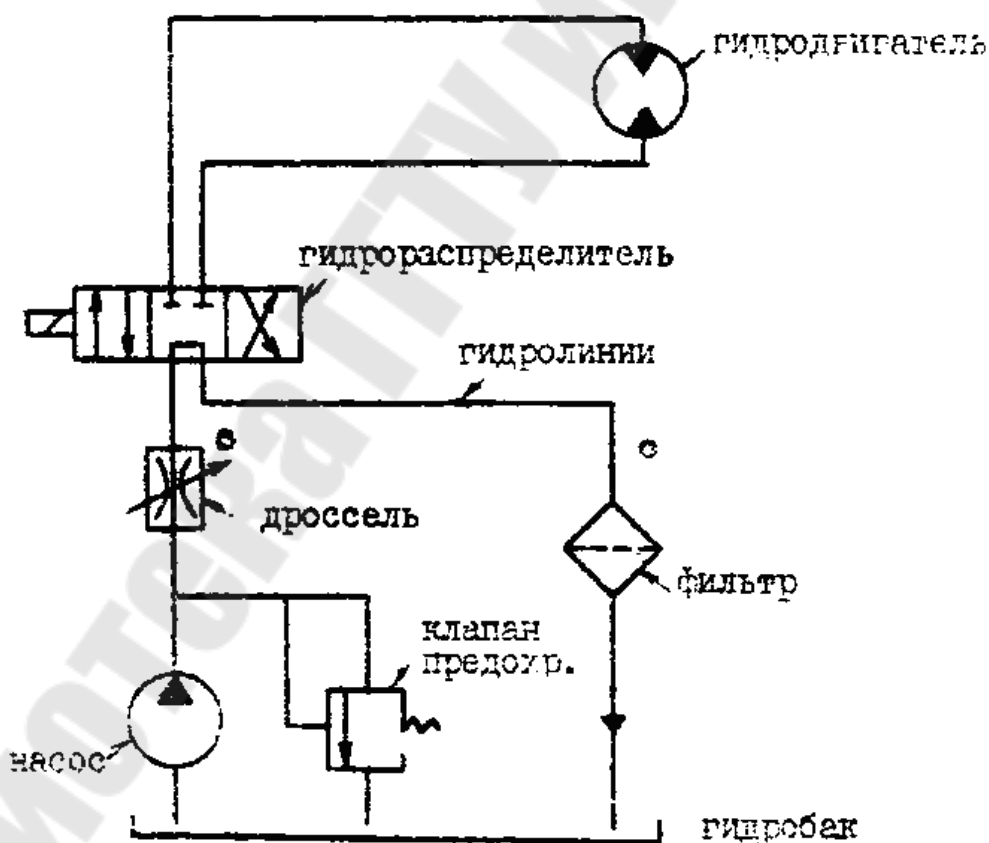 гидродвигатель
гидрораспределитель
гидролинии
дроссель
фильтр
клапан
предохр.
насос
гидробак